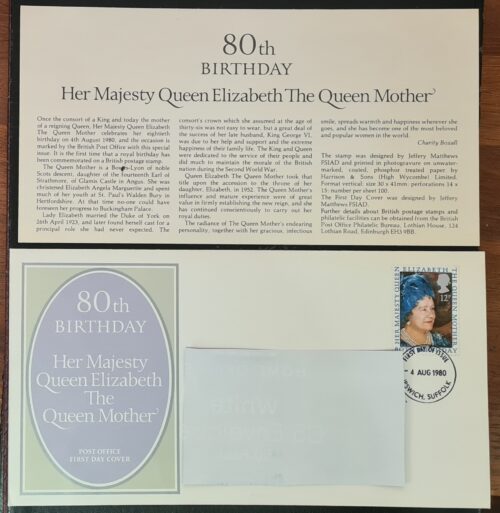 80th
BIRTHDAY
Her Majesty Queen Elizabeth The Queen Mother
Once the consort of a King and today the mother
of a reigning Queen, Her Majesty Queen Elizabeth
The Queen Mother celebrates her eightieth
birthday on 4th August 1980, and the occasion is
marked by the British Post Office with this special
issue. It is the first time that a royal birthday has
been commemorated on a British postage stamp.
The Queen Mother is a Bowes-Lyon of noble
Scots descent, daughter of the fourteenth Earl of
Strathmore, of Glamis Castle in Angus. She was
christened Elizabeth Angela Marguerite and spent
much of her youth at St. Paul's Walden Bury in
Hertfordshire. At that time no-one could have
foreseen her progress to Buckingham Palace.
Lady Elizabeth married the Duke of York on
26th April 1923, and later found herself cast for a
principal role she had never expected. The
consort's crown which she assumed at the age of
thirty six was not easy to wear, but a great deal of
the success of her late husband, King George VI,
was due to her help and support and the extreme
happiness of their family life. The King and Queen
were dedicated to the service of their people and
did much to maintain the morale of the British
nation during the Second World War.
Queen Elizabeth The Queen Mother took that
title upon the accession to the throne of her
daughter, Elizabeth, in 1952. The Queen Mother's
influence and mature experience were of great
value in firmly establishing the new reign, and she
has continued conscientiously to carry out her
royal duties.
The radiance of The Queen Mother's endearing
personality, together with her gracious, infectious
smile, spreads warmth and happiness wherever she
goes, and she has become one of the most beloved
and popular women in the world.
Charity Boxall
The stamp was designed by Jeffery Matthews
FSIAD and printed in photogravure on unwater-
marked, coated, phosphor treated paper by
Harrison & Sons (High Wycombe) Limited.
Format vertical: size 30 x 41mm; perforations 14 x
15; number per sheet 100.
The First Day Cover was designed by Jeffery
Matthews FSIAD.
Further details about British postage stamps and
philatelic facilities can be obtained from the British
Post Office Philatelic Bureau, Lothian House, 124
Lothian Road, Edinburgh EH3 9BB.
80th
BIRTHDAY
Her Majesty
Queen Elizabeth
The
Queen Mother
POST OFFICE
FIRST DAY COVER
HER MAJESTY QUEEN ELIZABETH THE QUEEN MOTHER
12p
FIRST DAY OF ISSUE
4 AUG 1980
IPSWICH, SUFFOLK